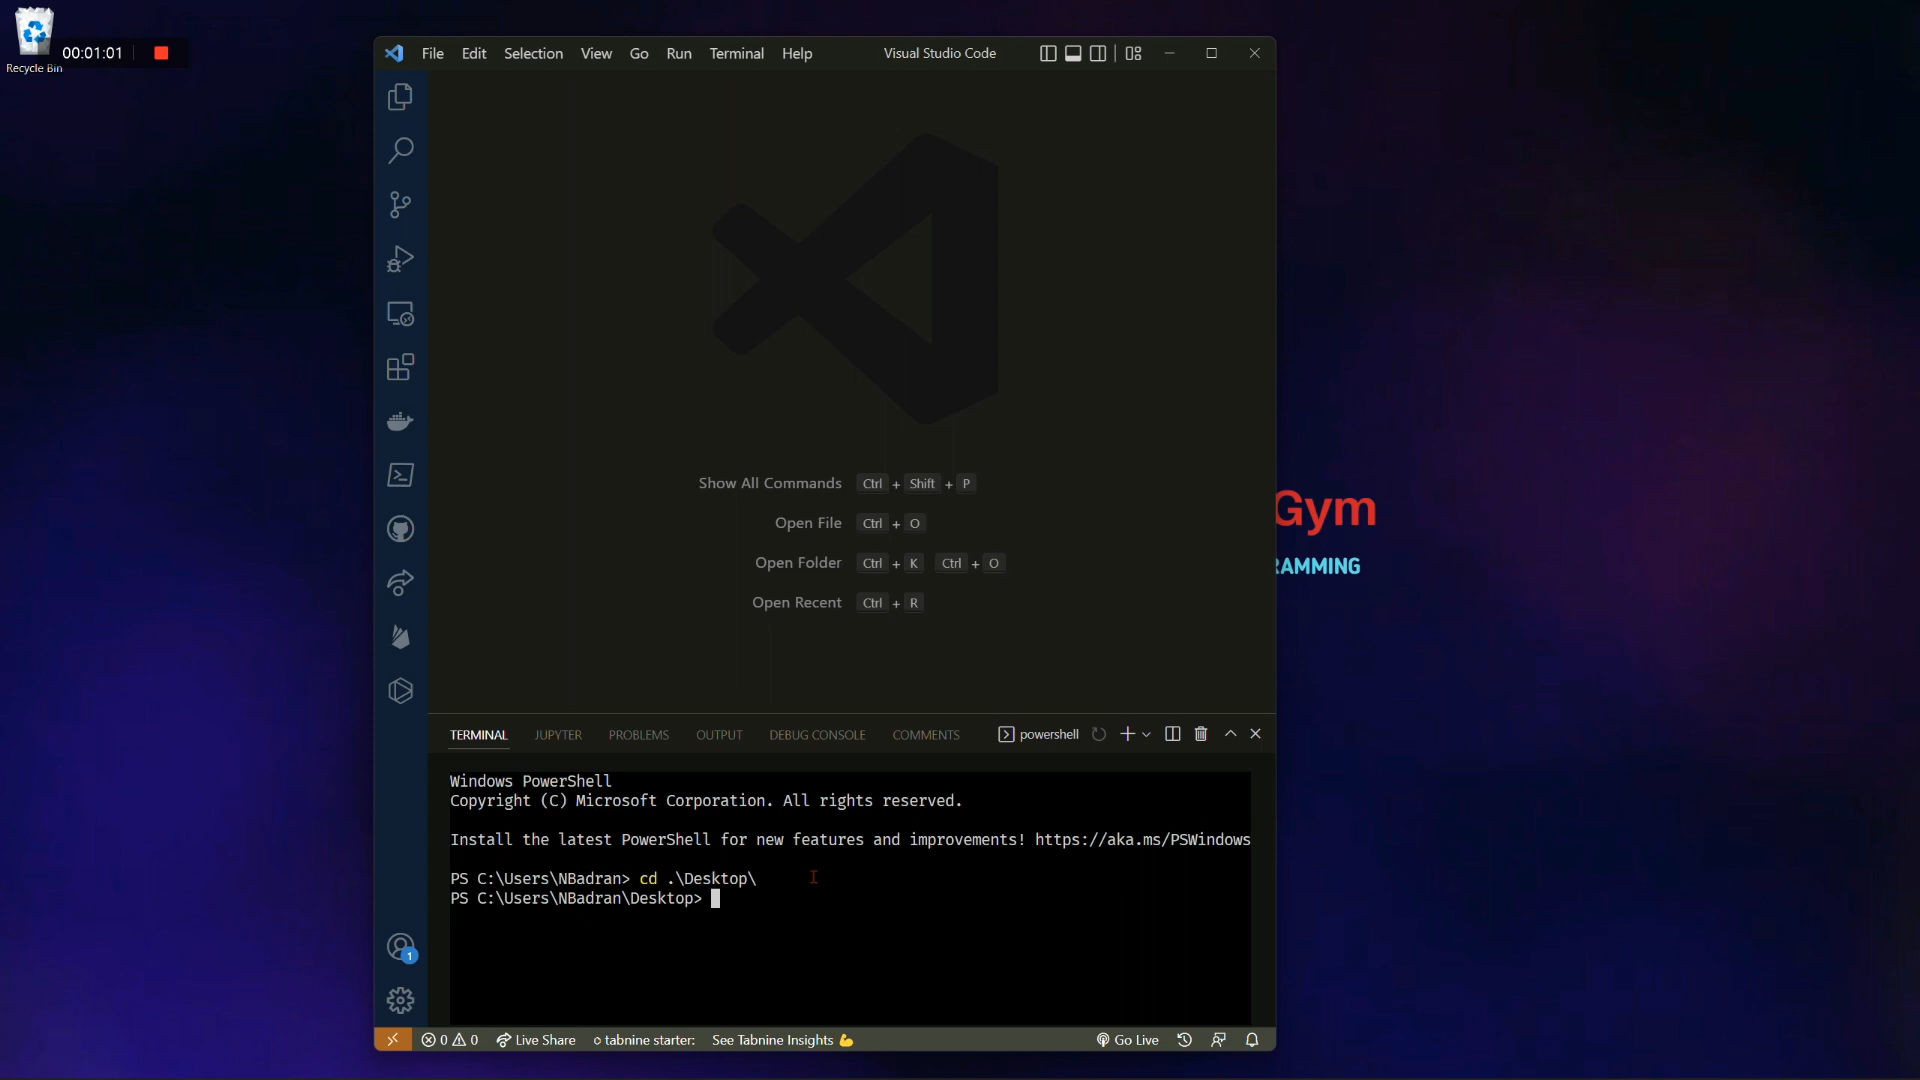 Recycle Bin
00:01:01
File Edit Selection View Go Run Terminal Help
Visual Studio Code
Show All Commands Ctrl + Shift + P
Open File Ctrl + O
Open Folder Ctrl + K Ctrl + O
Open Recent Ctrl + R
Gym
RAMMING
TERMINAL JUPYTER PROBLEMS OUTPUT DEBUG CONSOLE COMMENTS powershell
Windows PowerShell
Copyright (C) Microsoft Corporation. All rights reserved.
Install the latest PowerShell for new features and improvements! https://aka.ms/PSWindows
PS C:\Users\NBadran> cd .\Desktop\
PS C:\Users\NBadran\Desktop>
1
0 0 Live Share tabnine starter: See Tabnine Insights 💪 Go Live